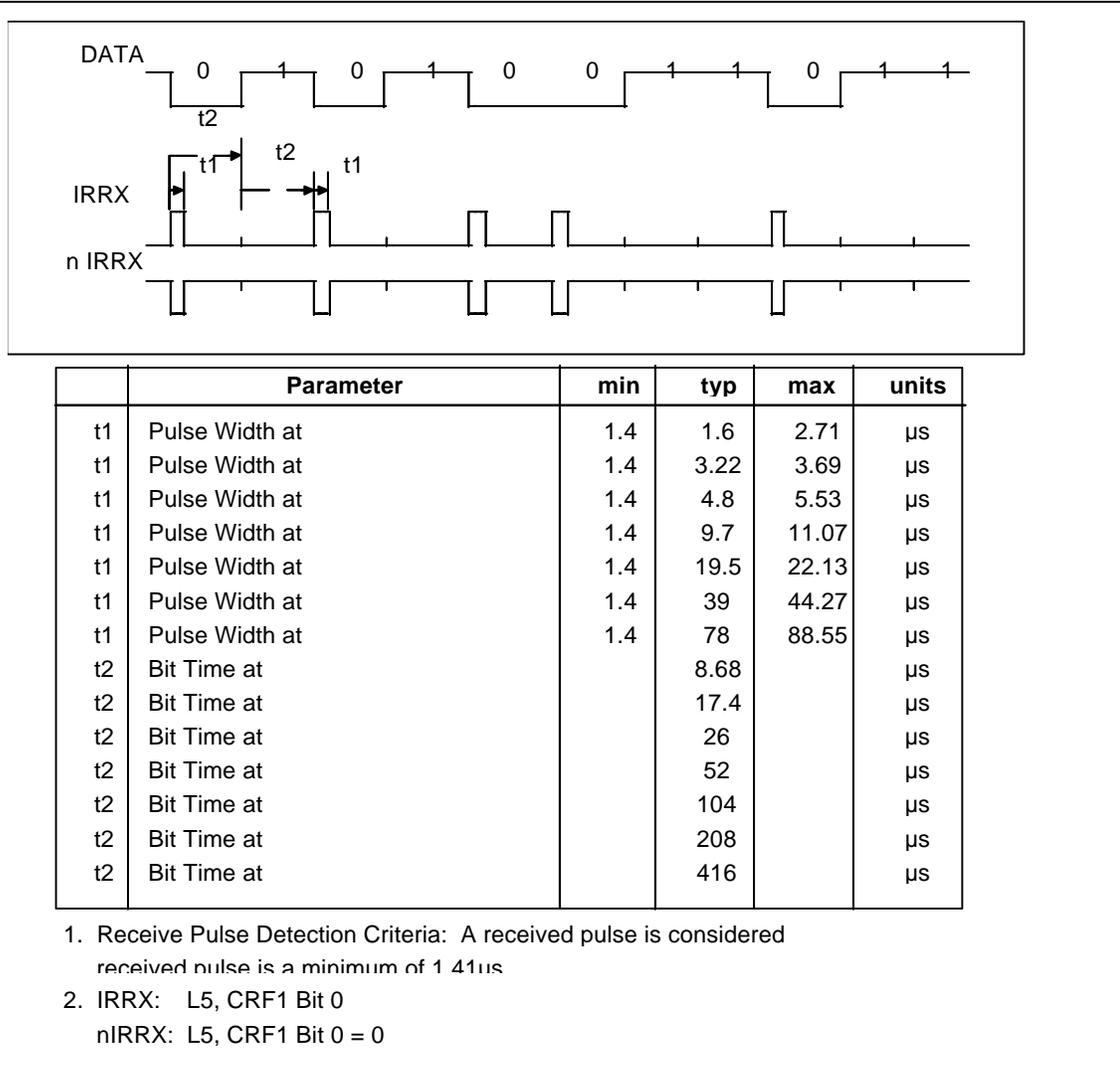 DATA
0 1 0 1 0 0 1 1 0 1 1
t2
t2
t1
t1
IRRX
n IRRX
Parameter min typ max units
t1 Pulse Width at 1.4 1.6 2.71 µs
t1 Pulse Width at 1.4 3.22 3.69 µs
t1 Pulse Width at 1.4 4.8 5.53 µs
t1 Pulse Width at 1.4 9.7 11.07 µs
t1 Pulse Width at 1.4 19.5 22.13 µs
t1 Pulse Width at 1.4 39 44.27 µs
t1 Pulse Width at 1.4 78 88.55 µs
t2 Bit Time at 8.68 µs
t2 Bit Time at 17.4 µs
t2 Bit Time at 26 µs
t2 Bit Time at 52 µs
t2 Bit Time at 104 µs
t2 Bit Time at 208 µs
t2 Bit Time at 416 µs
1. Receive Pulse Detection Criteria: A received pulse is considered
received pulse is a minimum of 1.41µs
2. IRRX: L5, CRF1 Bit 0
nIRRX: L5, CRF1 Bit 0 = 0